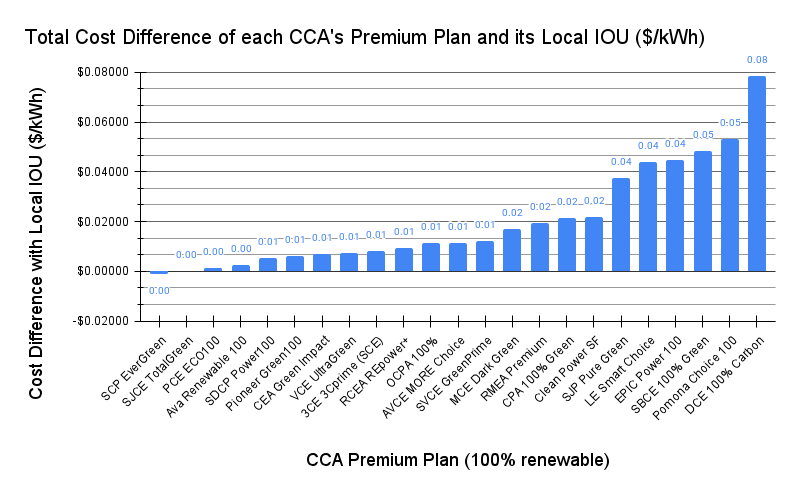 Total Cost Difference of each CCA's Premium Plan and its Local IOU ($/kWh)
Cost Difference with Local IOU ($/kWh)
$0.08000
$0.06000
$0.04000
$0.02000
$0.00000
-$0.02000
0.00
0.00
0.00
0.00
0.01
0.01
0.01
0.01
0.01
0.01
0.01
0.01
0.01
0.02
0.02
0.02
0.02
0.04
0.04
0.04
0.05
0.05
0.08
SCP EverGreen
SJCE TotalGreen
PCE ECO100
Ava Renewable 100
SDCP Power100
Pioneer Green100
CEA Green Impact
VCE UltraGreen
3CE 3Cprime (SCE)
RCEA REpower+
OCPA 100%
AVCE MORE Choice
SVCE GreenPrime
MCE Dark Green
RMEA Premium
CPA 100% Green
Clean Power SF
SJP Pure Green
LE Smart Choice
EPIC Power 100
SBCE 100% Green
Pomona Choice 100
DCE 100% Carbon
CCA Premium Plan (100% renewable)